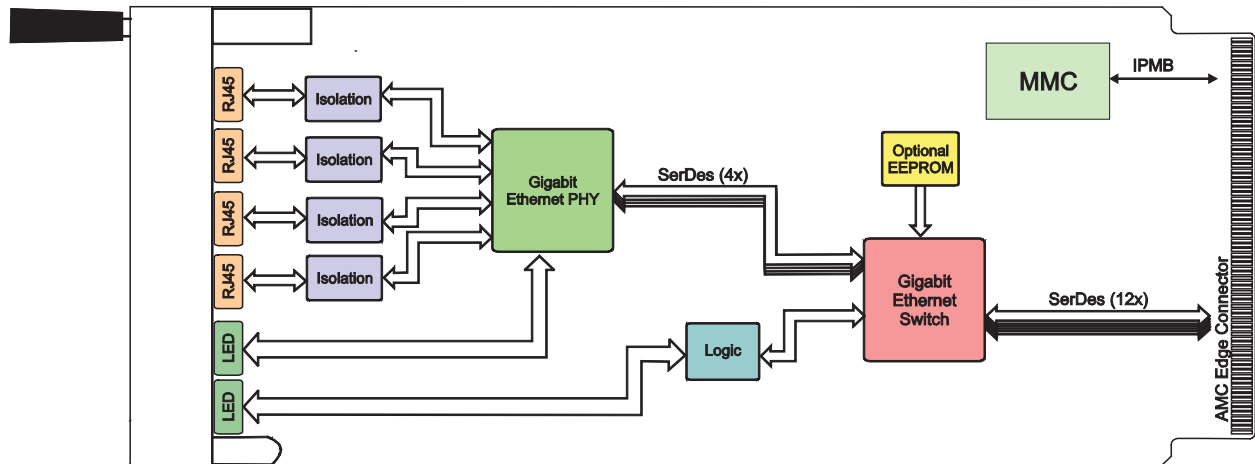 RJ45
Isolation
RJ45
Isolation
RJ45
Isolation
RJ45
Isolation
LED
LED
Gigabit
Ethernet PHY
SerDes (4x)
Logic
Optional
EEPROM
Gigabit
Ethernet
Switch
MMC
IPMB
SerDes (12x)
AMC Edge Connector